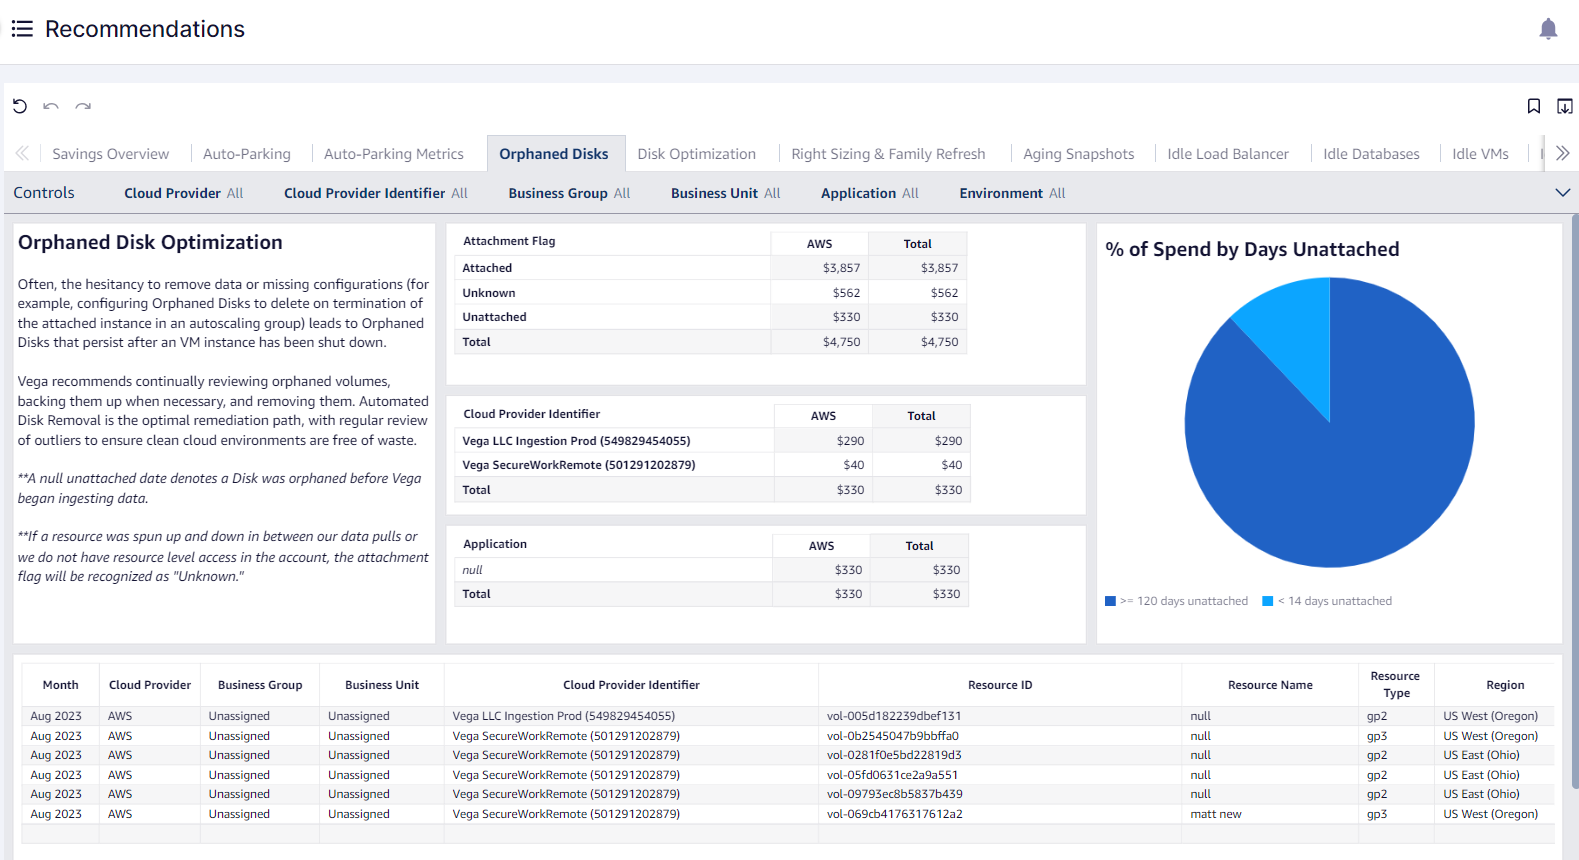 Recommendations
Savings Overview
Auto-Parking
Auto-Parking Metrics
Orphaned Disks
Disk Optimization
Right Sizing & Family Refresh
Aging Snapshots
Idle Load Balancer
Idle Databases
Idle VMs
Controls
Cloud Provider All
Cloud Provider Identifier All
Business Group All
Business Unit All
Application All
Environment All
Orphaned Disk Optimization
Often, the hesitancy to remove data or missing configurations (for
example, configuring Orphaned Disks to delete on termination of
the attached instance in an autoscaling group) leads to Orphaned
Disks that persist after an VM instance has been shut down.
Vega recommends continually reviewing orphaned volumes,
backing them up when necessary, and removing them. Automated
Disk Removal is the optimal remediation path, with regular review
of outliers to ensure clean cloud environments are free of waste.
**A null unattached date denotes a Disk was orphaned before Vega
began ingesting data.
**If a resource was spun up and down in between our data pulls or
we do not have resource level access in the account, the attachment
flag will be recognized as "Unknown."
Attachment Flag AWS Total
Attached $3,857 $3,857
Unknown $562 $562
Unattached $330 $330
Total $4,750 $4,750
Cloud Provider Identifier AWS Total
Vega LLC Ingestion Prod (549829454055) $290 $290
Vega SecureWorkRemote (501291202879) $40 $40
Total $330 $330
Application AWS Total
null $330 $330
Total $330 $330
% of Spend by Days Unattached
>= 120 days unattached
< 14 days unattached
Month Cloud Provider Business Group Business Unit Cloud Provider Identifier Resource ID Resource Name Resource Type Region
Aug 2023 AWS Unassigned Unassigned Vega LLC Ingestion Prod (549829454055) vol-005d182239dbef131 null gp2 US West (Oregon)
Aug 2023 AWS Unassigned Unassigned Vega SecureWorkRemote (501291202879) vol-0b2545047b9bbffa0 null gp3 US West (Oregon)
Aug 2023 AWS Unassigned Unassigned Vega SecureWorkRemote (501291202879) vol-0281f0e5bd22819d3 null gp2 US East (Ohio)
Aug 2023 AWS Unassigned Unassigned Vega SecureWorkRemote (501291202879) vol-05fd0631ce2a9a551 null gp2 US East (Ohio)
Aug 2023 AWS Unassigned Unassigned Vega SecureWorkRemote (501291202879) vol-09793ec8b5837b439 null gp2 US East (Ohio)
Aug 2023 AWS Unassigned Unassigned Vega SecureWorkRemote (501291202879) vol-069cb4176317612a2 matt new gp3 US West (Oregon)